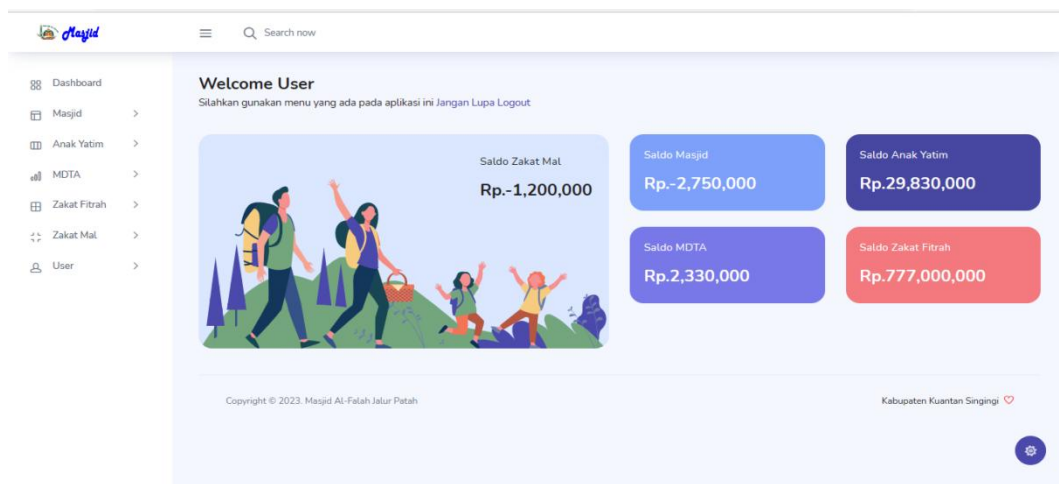 Masjid
Search now
Dashboard
Masjid
Anak Yatim
MDTA
Zakat Fitrah
Zakat Mal
User
Welcome User
Silahkan gunakan menu yang ada pada aplikasi ini Jangan Lupa Logout
Saldo Zakat Mal
Rp.-1,200,000
Saldo Masjid
Rp.-2,750,000
Saldo Anak Yatim
Rp.29,830,000
Saldo MDTA
Rp.2,330,000
Saldo Zakat Fitrah
Rp.777,000,000
Copyright © 2023. Masjid Al-Falah Jalur Patah
Kabupaten Kuantan Singingi